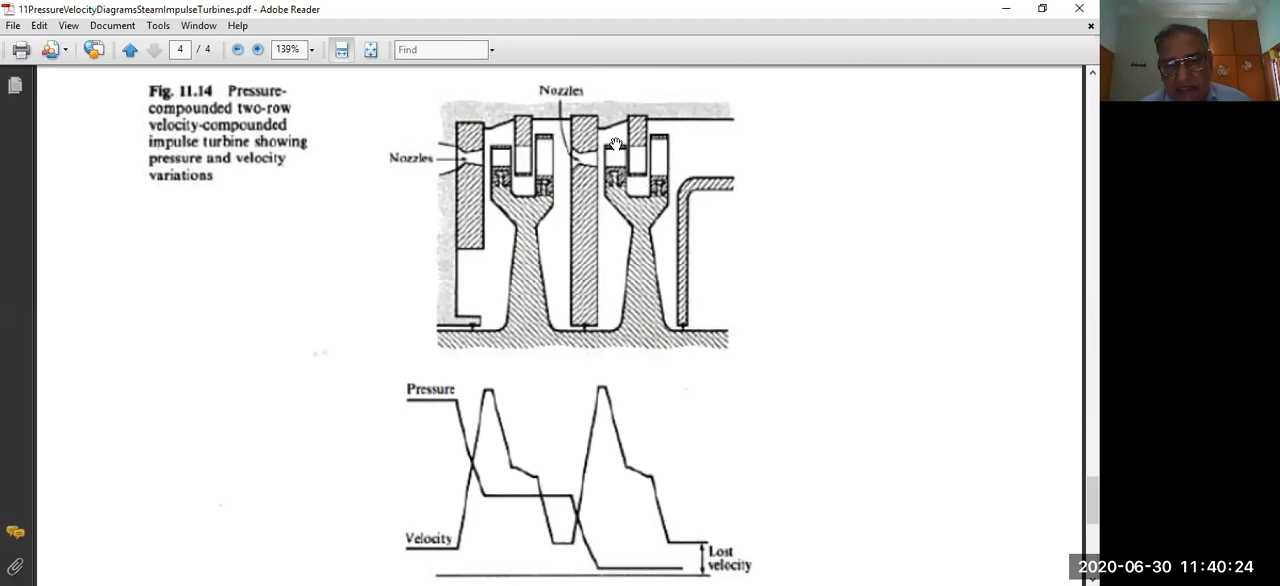 11PressureVelocityDiagramsSteamImpulseTurbines.pdf - Adobe Reader
File Edit View Document Tools Window Help
4 / 4 139% Find
Fig. 11.14 Pressure-
compounded two-row
velocity-compounded
impulse turbine showing
pressure and velocity
variations
Nozzles
Nozzles
Pressure
Velocity
Lost
velocity
2020-06-30 11:40:24